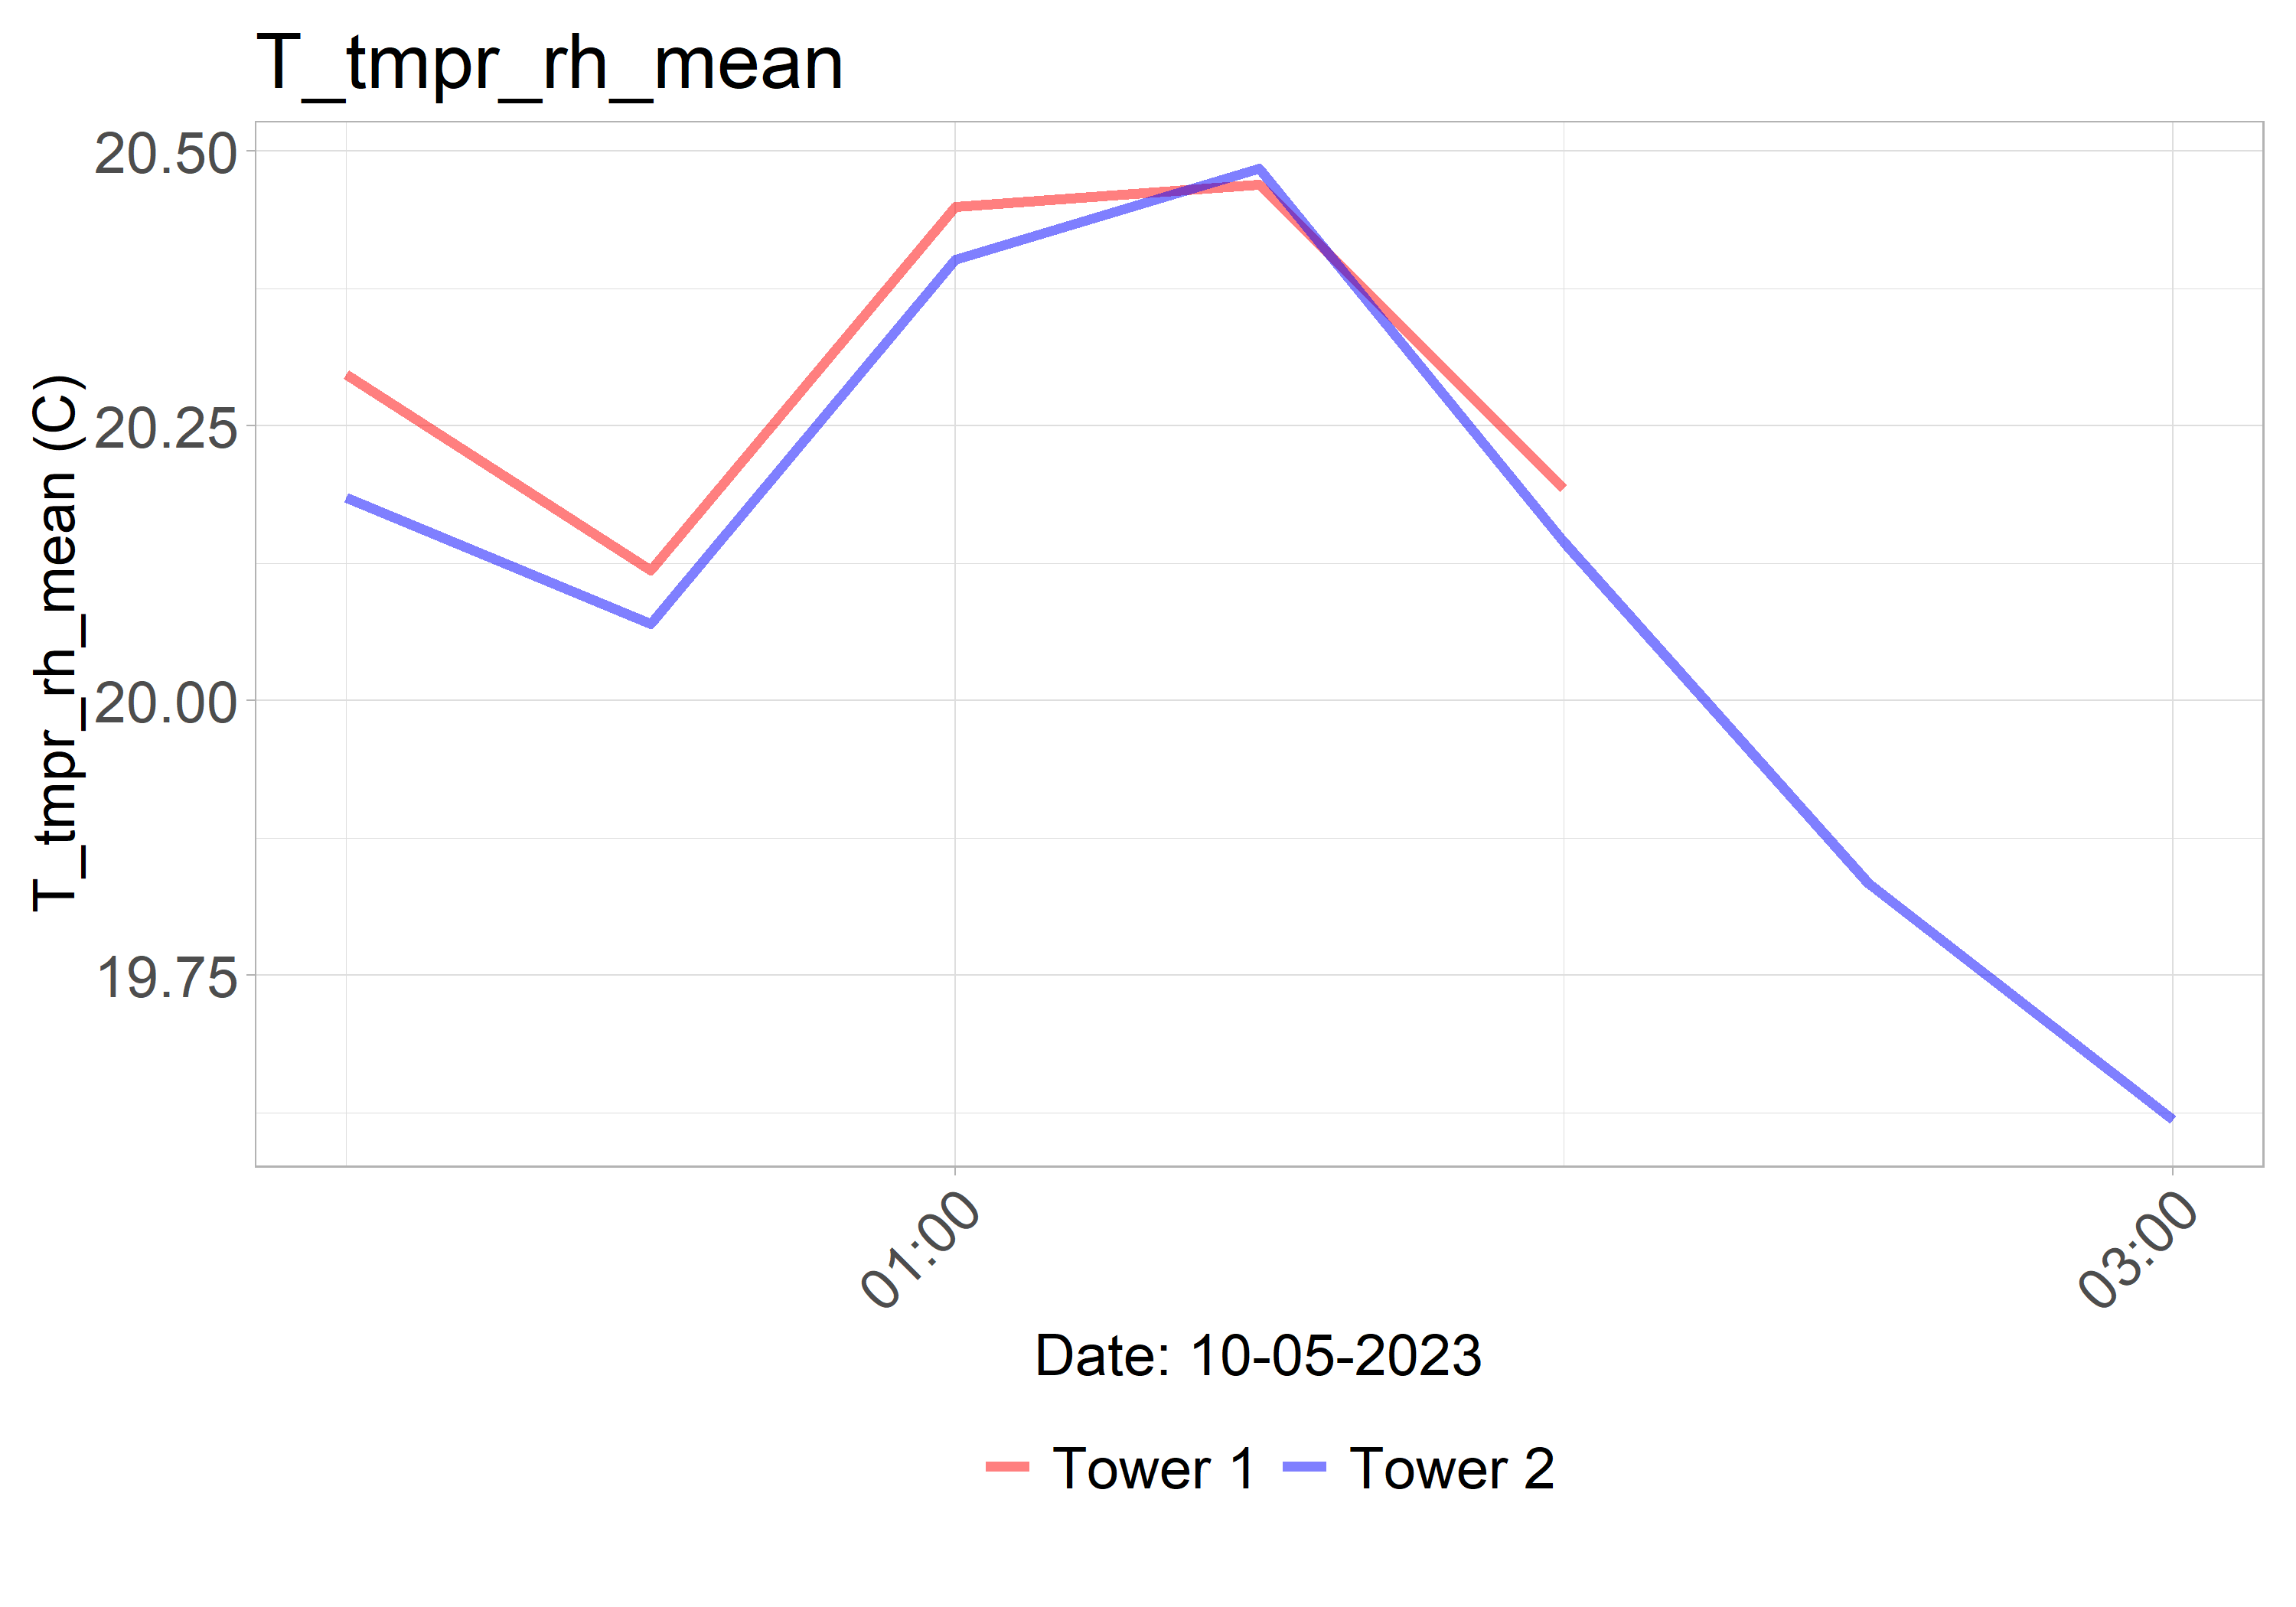 T_tmpr_rh_mean
T_tmpr_rh_mean (C)
20.50
20.25
20.00
19.75
01:00
03:00
Date: 10-05-2023
Tower 1
Tower 2